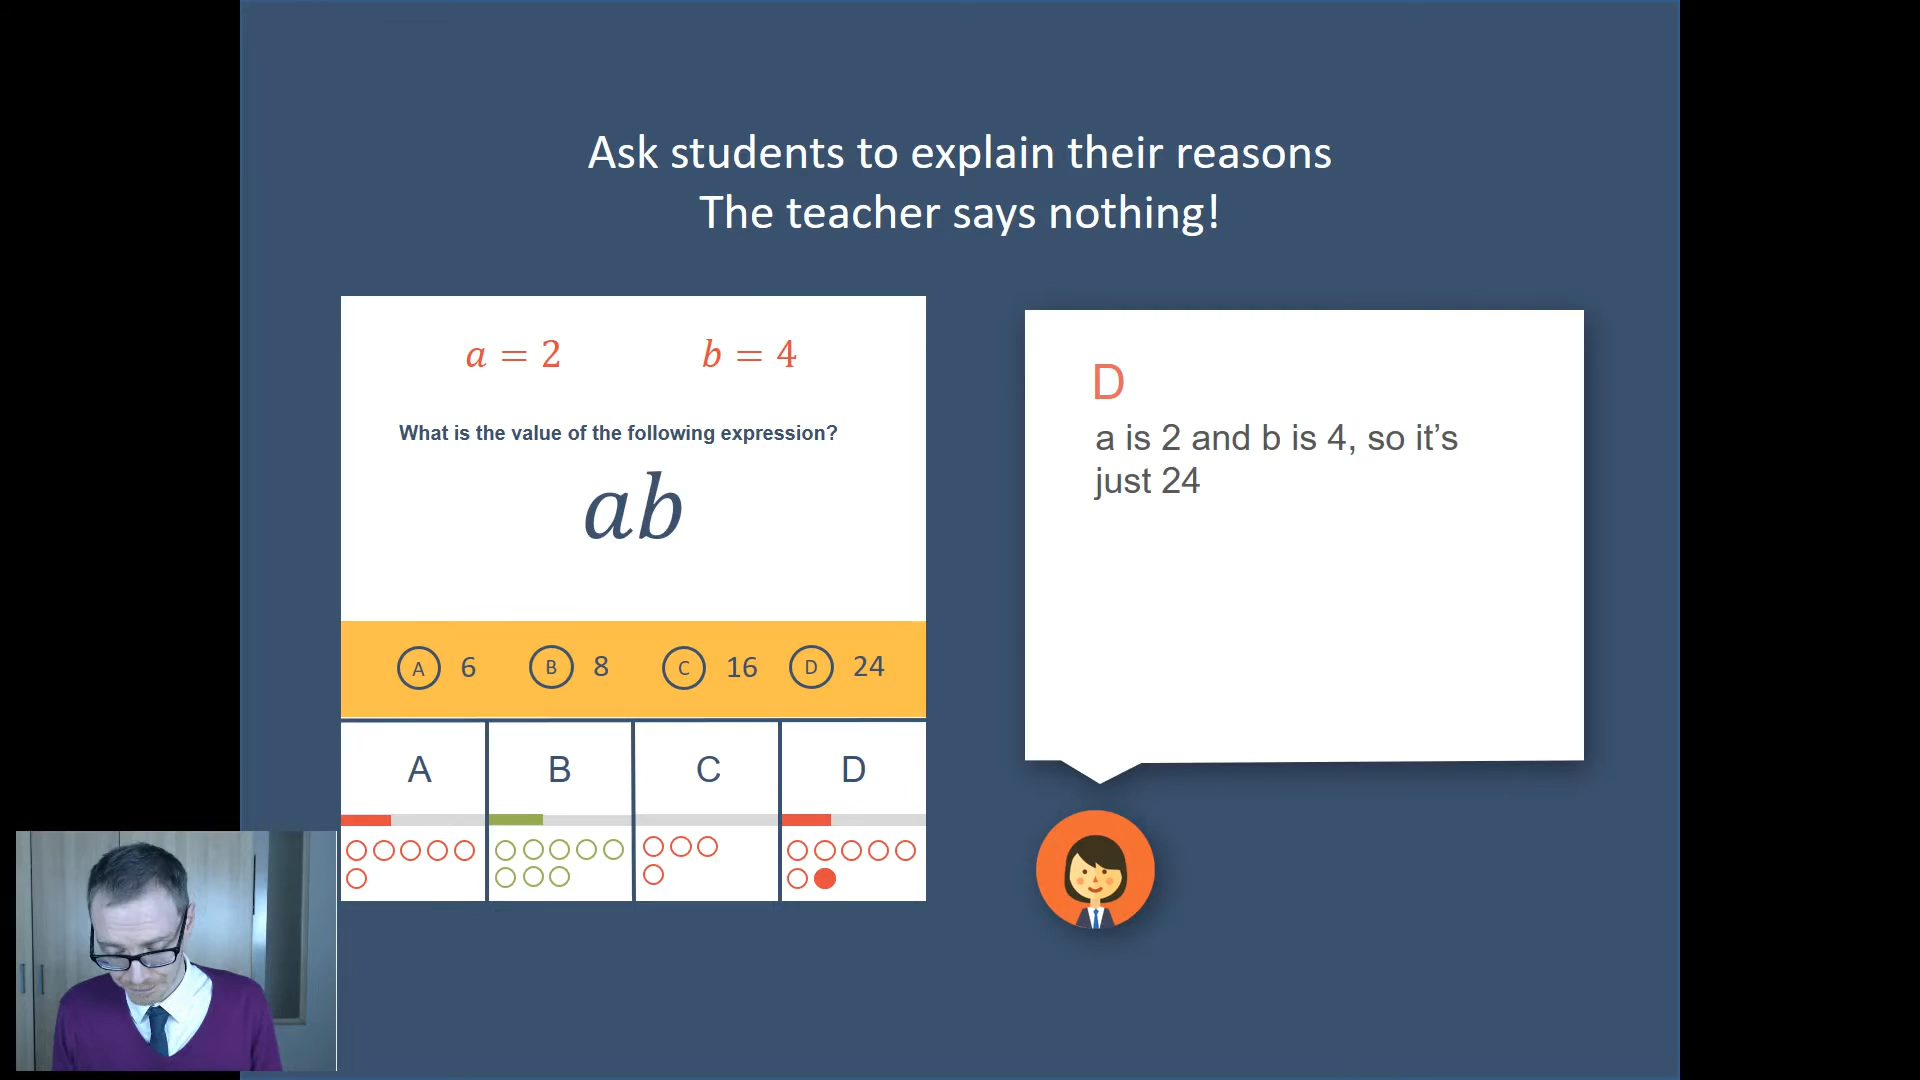 Ask students to explain their reasons
The teacher says nothing!
a = 2 b = 4
What is the value of the following expression?
ab
A 6 B 8 C 16 D 24
A B C D
D
a is 2 and b is 4, so it’s
just 24